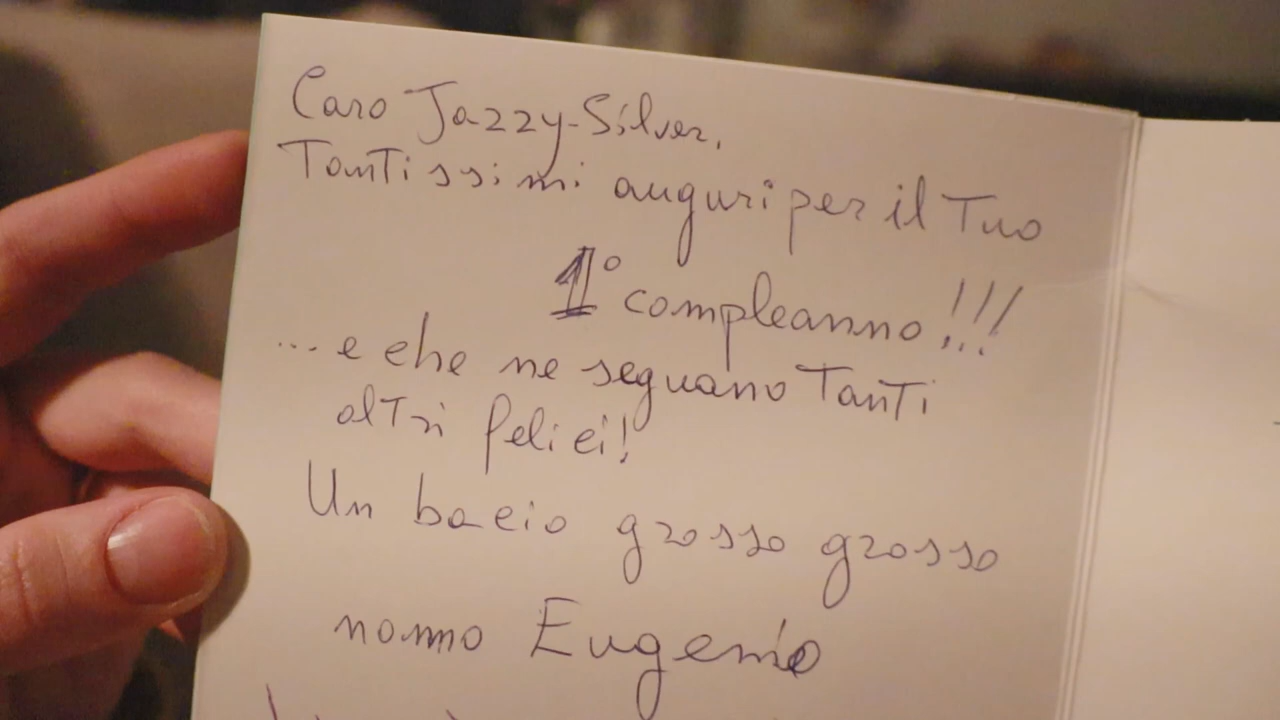 Caro Jazzy-Silver,
Tantissimi auguri per il Tuo
1° compleanno!!!
... e che ne seguano Tanti
altri felici!
Un bacio grosso grosso
nonno Eugenio